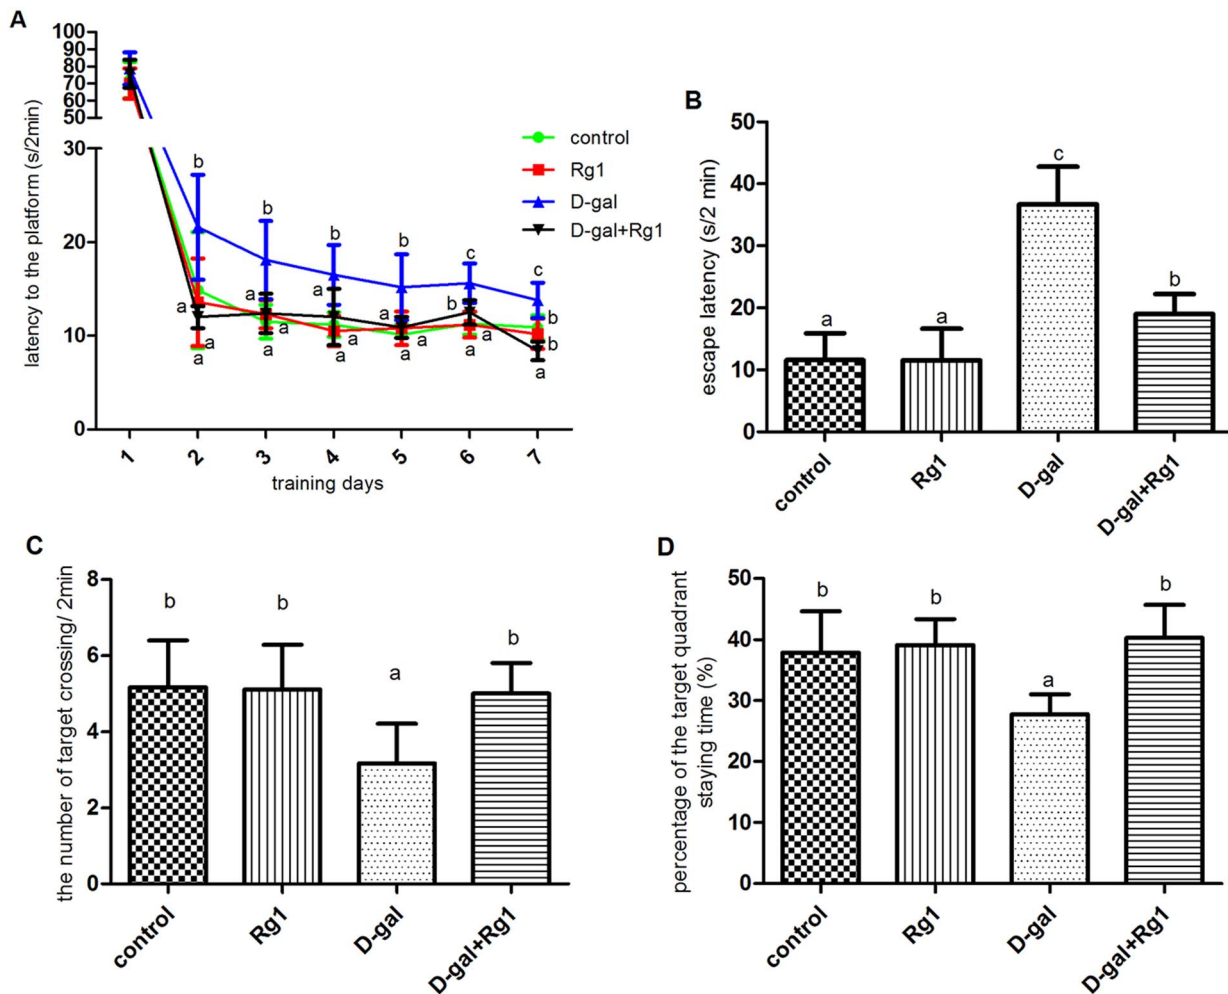 A
latency to the platform (s/2min)
100
90
80
70
60
50
30
20
10
0
b
b
b
b
c
c
a
a
a
a
b
b
a
a
a
a
a
b
a
a
a
a
a
a
1
2
3
4
5
6
7
training days
control
Rg1
D-gal
D-gal+Rg1
B
escape latency (s/2 min)
50
40
30
20
10
0
a
a
c
b
control
Rg1
D-gal
D-gal+Rg1
C
the number of target crossing/ 2min
8
6
4
2
0
b
b
a
b
control
Rg1
D-gal
D-gal+Rg1
D
percentage of the target quadrant
staying time (%)
50
40
30
20
10
0
b
b
a
b
control
Rg1
D-gal
D-gal+Rg1